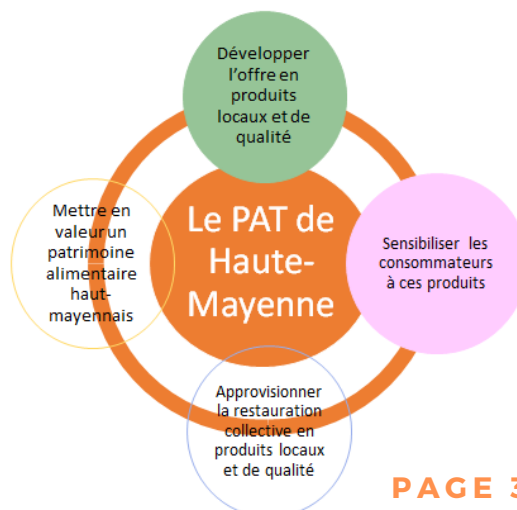 Développer
l'offre en
produits
locaux et de
qualité
Mettre en
valeur un
patrimoine
alimentaire
haut-
mayennais
Le PAT de
Haute-
Mayenne
Sensibiliser les
consommateurs
à ces produits
Approvisionner
la restauration
collective en
produits locaux
et de qualité
PAGE 3